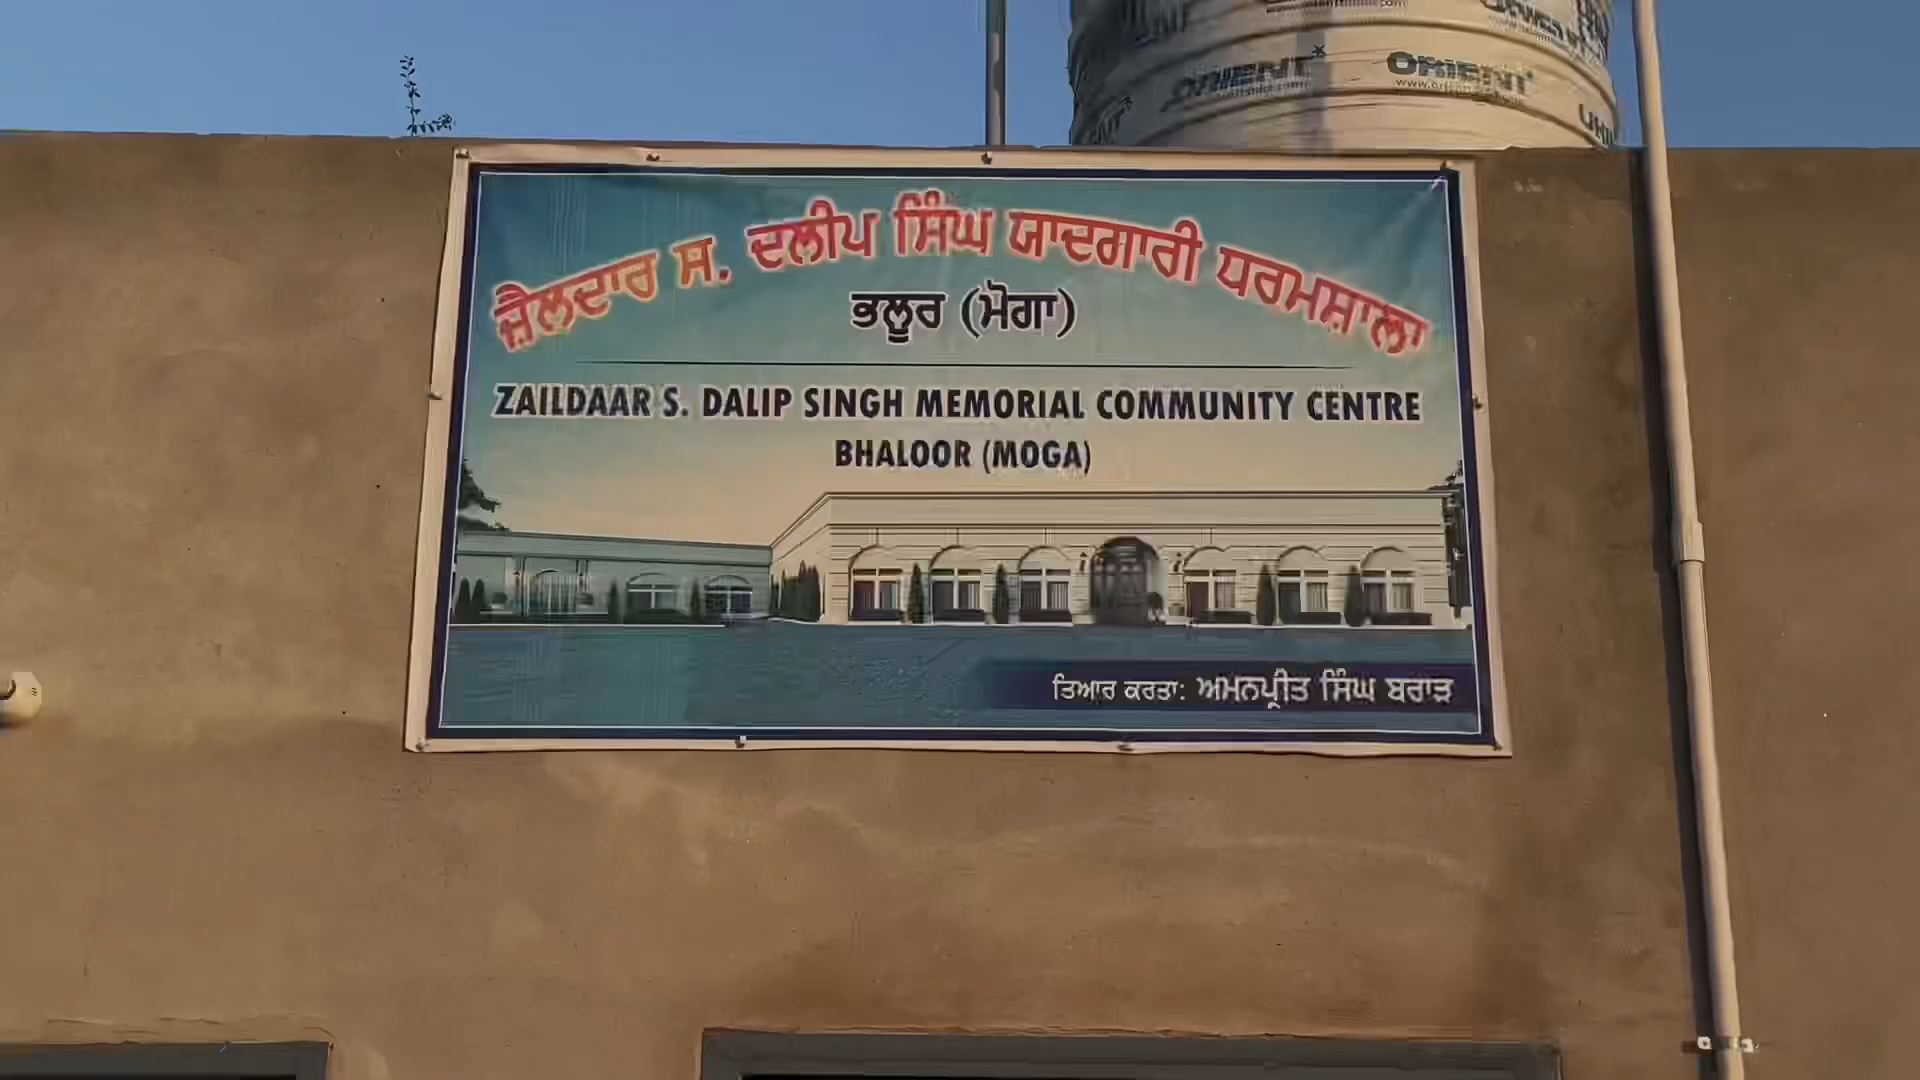 ORIENT
ORIENT
ਜ਼ੈਲਦਾਰ ਸ. ਦਲੀਪ ਸਿੰਘ ਯਾਦਗਾਰੀ ਧਰਮਸ਼ਾਲਾ
ਭਲੂਰ (ਮੋਗਾ)
ZAILDAAR S. DALIP SINGH MEMORIAL COMMUNITY CENTRE
BHALOOR (MOGA)
ਤਿਆਰ ਕਰਤਾ: ਅਮਨਪ੍ਰੀਤ ਸਿੰਘ ਬਰਾੜ